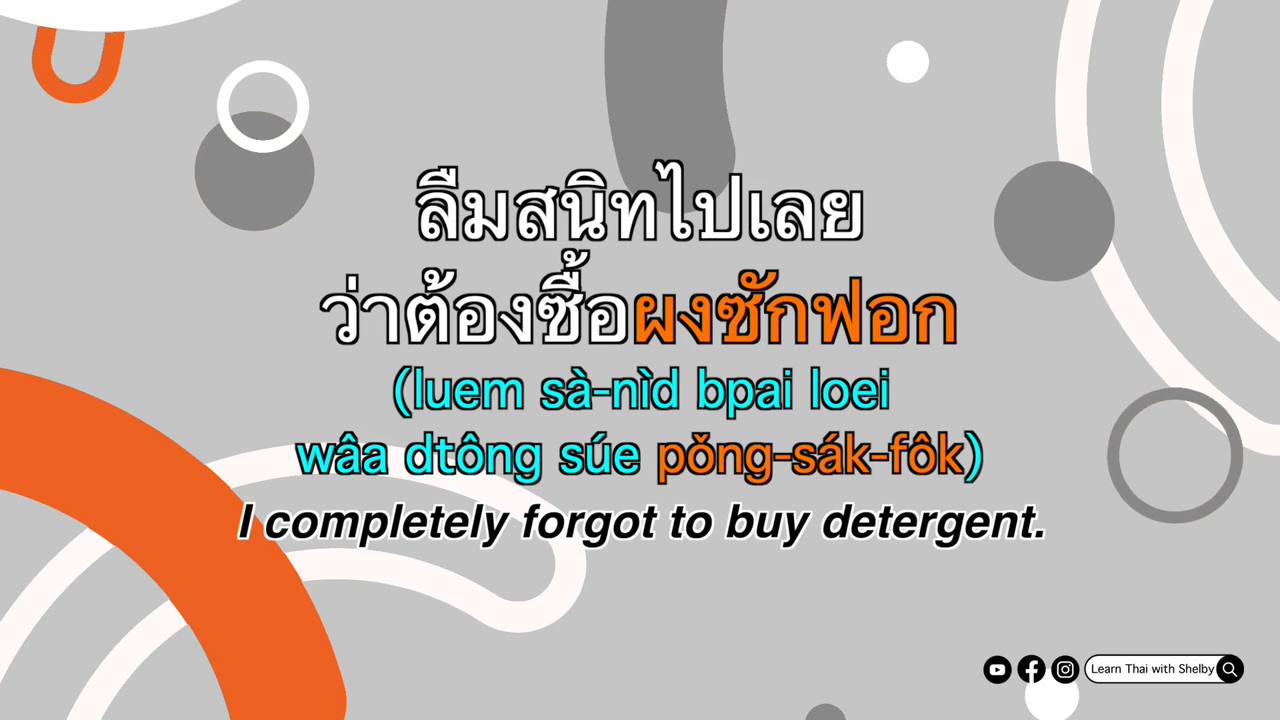 ลืมสนิทไปเลย
ว่าต้องซื้อผงซักฟอก
(luem sà-nìd bpai loei
wâa dtông súe pǒng-sák-fôk)
I completely forgot to buy detergent.
Learn Thai with Shelby